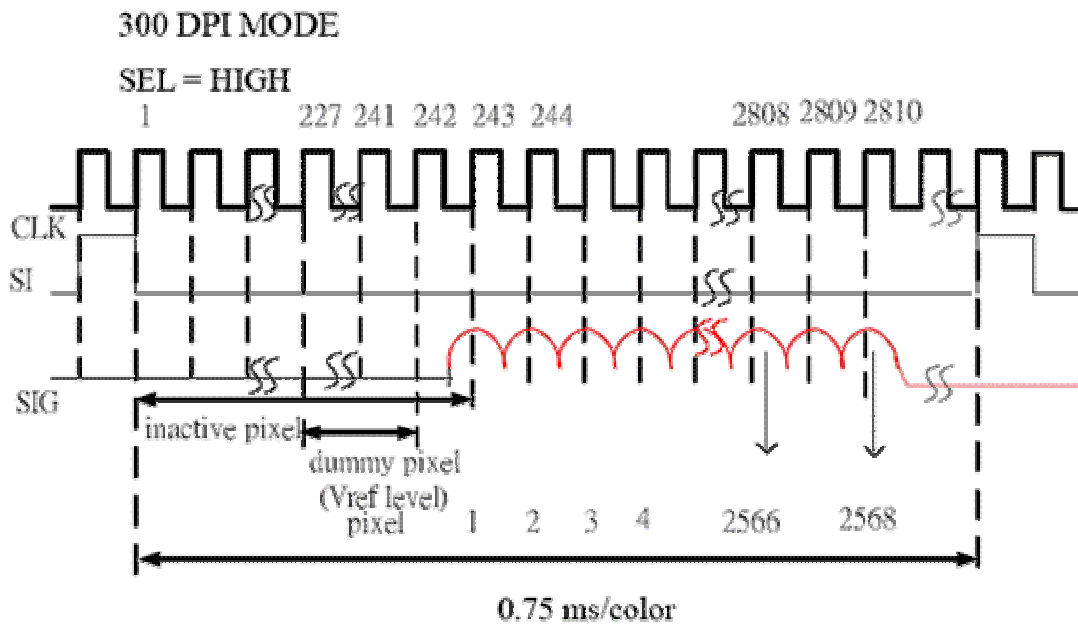 300 DPI MODE
SEL = HIGH
1 227 241 242 243 244 2808 2809 2810
CLK
SI
SIG
inactive pixel
dummy pixel
(Vref level)
pixel 1 2 3 4 2566 2568
0.75 ms/color